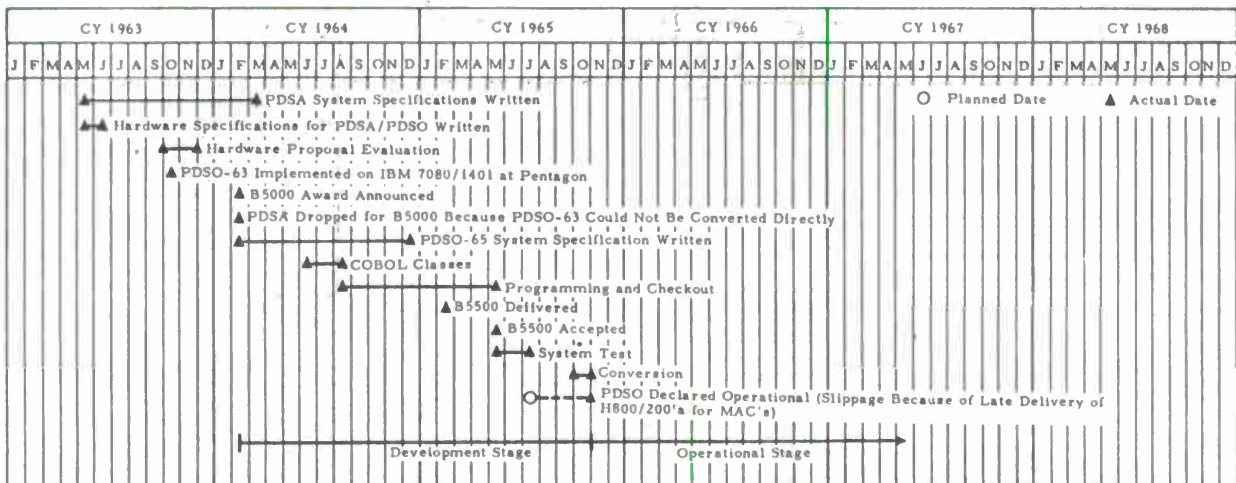 CY 1963 CY 1964 CY 1965 CY 1966 CY 1967 CY 1968
J F M A M J J A S O N D J F M A M J J A S O N D J F M A M J J A S O N D J F M A M J J A S O N D J F M A M J J A S O N D J F M A M J J A S O N D
PDSA System Specifications Written
Planned Date
Actual Date
Hardware Specifications for PDSA/PDSO Written
Hardware Proposal Evaluation
PDSO-63 Implemented on IBM 7080/1401 at Pentagon
B5000 Award Announced
PDSA Dropped for B5000 Because PDSO-63 Could Not Be Converted Directly
PDSO-65 System Specification Written
COBOL Classes
Programming and Checkout
B5500 Delivered
B5500 Accepted
System Test
Conversion
PDSO Declared Operational (Slippage Because of Late Delivery of
H800/200's for MAC's)
Development Stage
Operational Stage